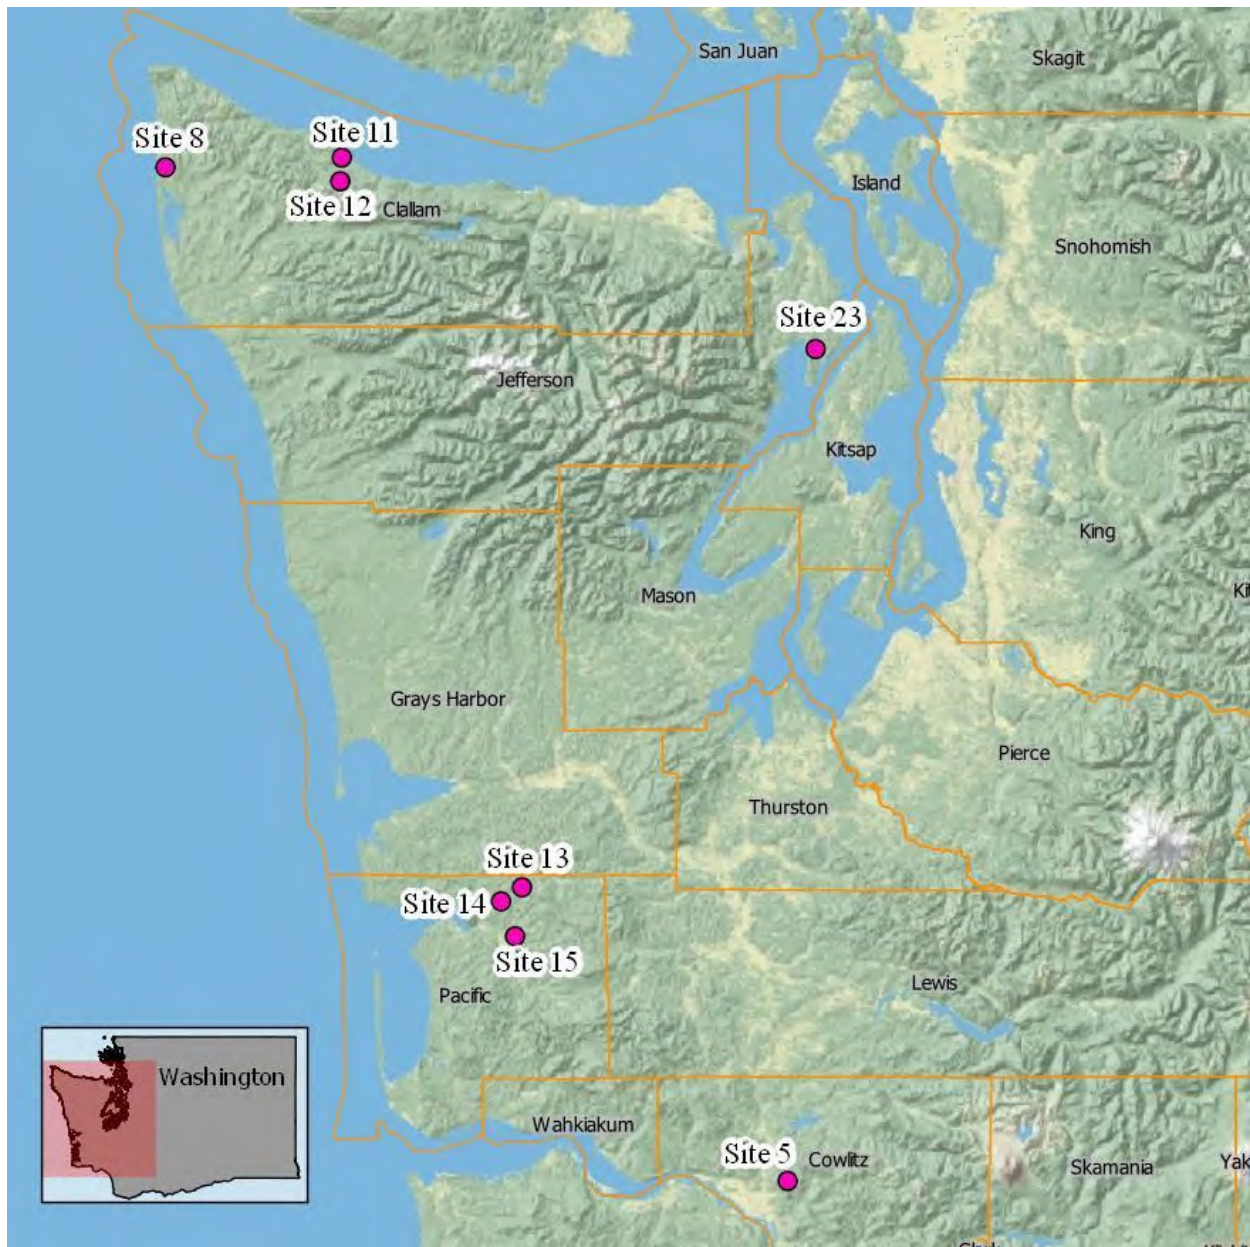 San Juan
Skagit
Site 8
Site 11
Island
Site 12
Clallam
Snohomish
Site 23
Jefferson
Kitsap
King
Mason
Grays Harbor
Pierce
Thurston
Site 13
Site 14
Site 15
Lewis
Pacific
Washington
Wahkiakum
Site 5
Cowlitz
Skamania
Yak